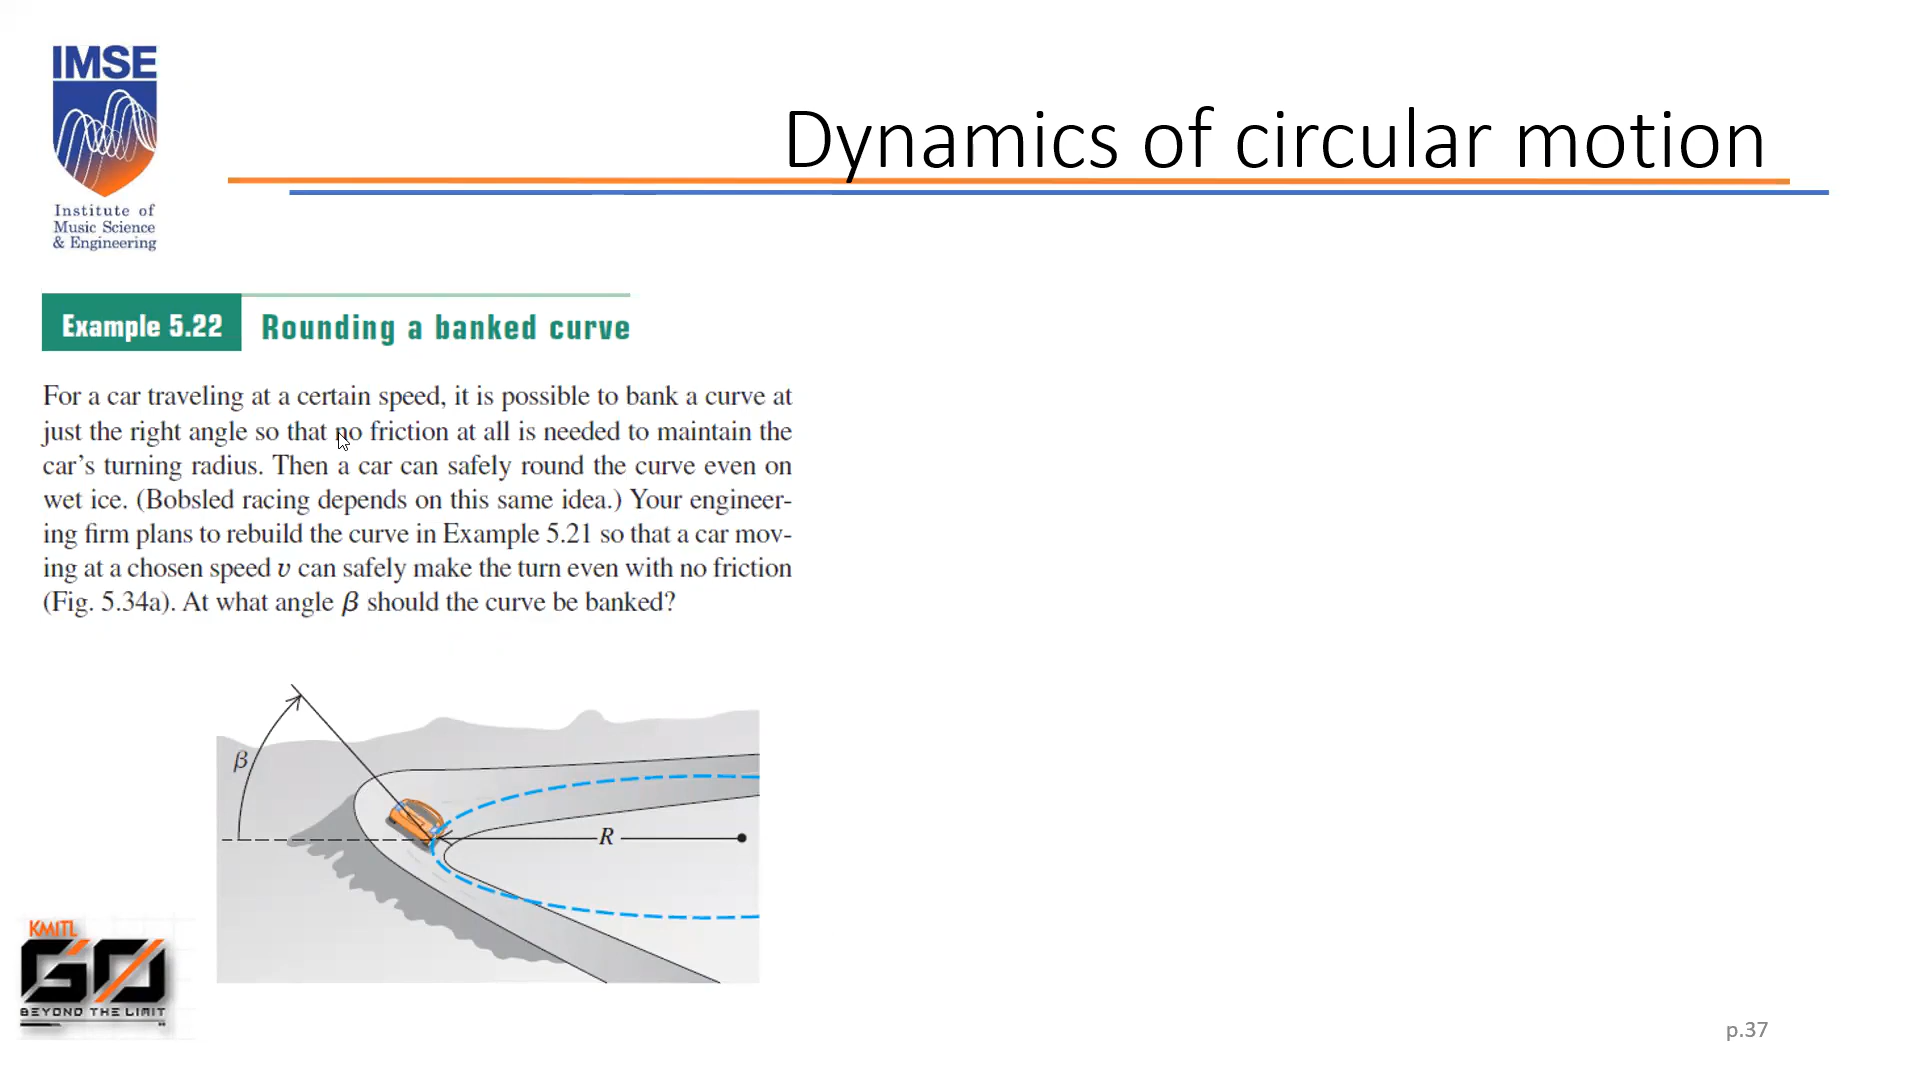 IMSE
Institute of
Music Science
& Engineering
Dynamics of circular motion
Example 5.22 Rounding a banked curve
For a car traveling at a certain speed, it is possible to bank a curve at
just the right angle so that no friction at all is needed to maintain the
car’s turning radius. Then a car can safely round the curve even on
wet ice. (Bobsled racing depends on this same idea.) Your engineer-
ing firm plans to rebuild the curve in Example 5.21 so that a car mov-
ing at a chosen speed v can safely make the turn even with no friction
(Fig. 5.34a). At what angle β should the curve be banked?
β
R
KMITL
GO
BEYOND THE LIMIT
p.37